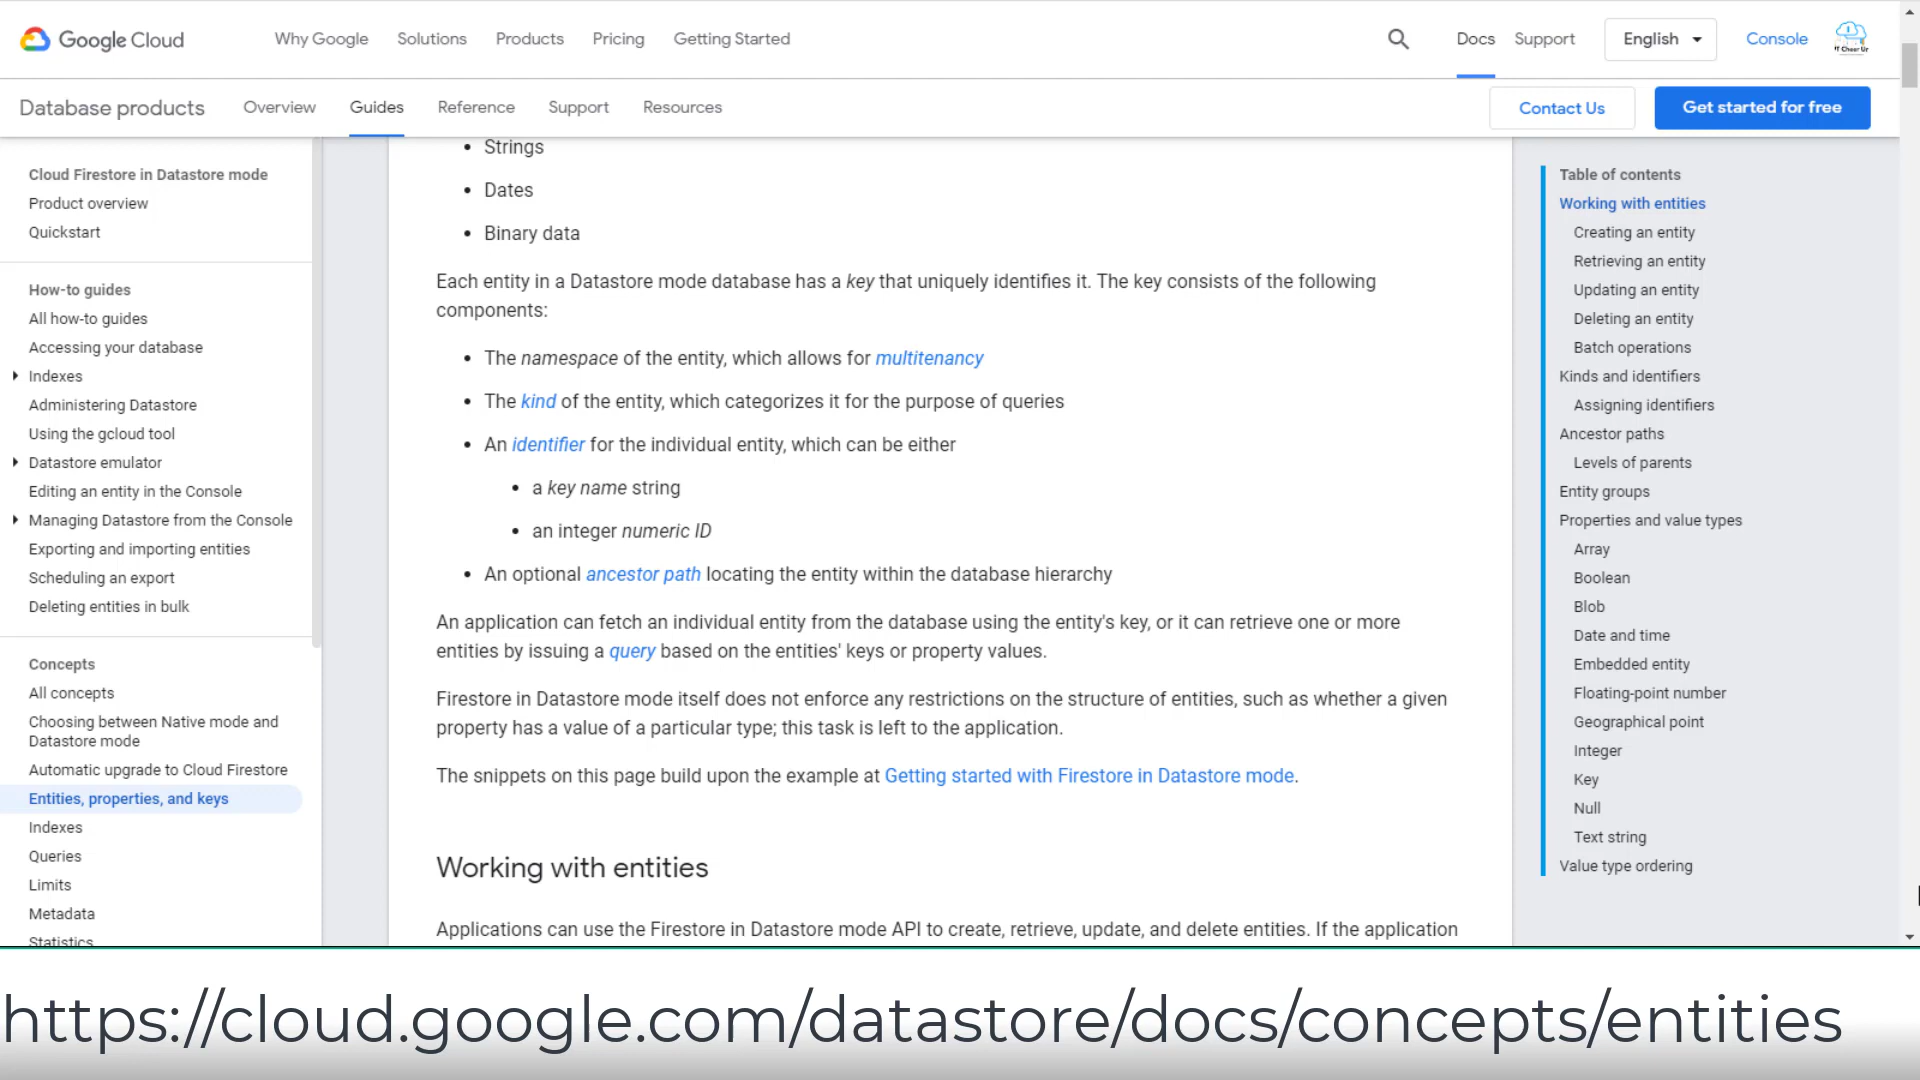 Google Cloud
Why Google
Solutions
Products
Pricing
Getting Started
Docs
Support
English
Console
IT Cheer Up
Database products
Overview
Guides
Reference
Support
Resources
Contact Us
Get started for free
Cloud Firestore in Datastore mode
Product overview
Quickstart
How-to guides
All how-to guides
Accessing your database
Indexes
Administering Datastore
Using the gcloud tool
Datastore emulator
Editing an entity in the Console
Managing Datastore from the Console
Exporting and importing entities
Scheduling an export
Deleting entities in bulk
Concepts
All concepts
Choosing between Native mode and
Datastore mode
Automatic upgrade to Cloud Firestore
Entities, properties, and keys
Indexes
Queries
Limits
Metadata
Statistics
• Strings
• Dates
• Binary data
Each entity in a Datastore mode database has a key that uniquely identifies it. The key consists of the following
components:
• The namespace of the entity, which allows for multitenancy
• The kind of the entity, which categorizes it for the purpose of queries
• An identifier for the individual entity, which can be either
• a key name string
• an integer numeric ID
• An optional ancestor path locating the entity within the database hierarchy
An application can fetch an individual entity from the database using the entity's key, or it can retrieve one or more
entities by issuing a query based on the entities' keys or property values.
Firestore in Datastore mode itself does not enforce any restrictions on the structure of entities, such as whether a given
property has a value of a particular type; this task is left to the application.
The snippets on this page build upon the example at Getting started with Firestore in Datastore mode.
Working with entities
Applications can use the Firestore in Datastore mode API to create, retrieve, update, and delete entities. If the application
Table of contents
Working with entities
Creating an entity
Retrieving an entity
Updating an entity
Deleting an entity
Batch operations
Kinds and identifiers
Assigning identifiers
Ancestor paths
Levels of parents
Entity groups
Properties and value types
Array
Boolean
Blob
Date and time
Embedded entity
Floating-point number
Geographical point
Integer
Key
Null
Text string
Value type ordering
https://cloud.google.com/datastore/docs/concepts/entities